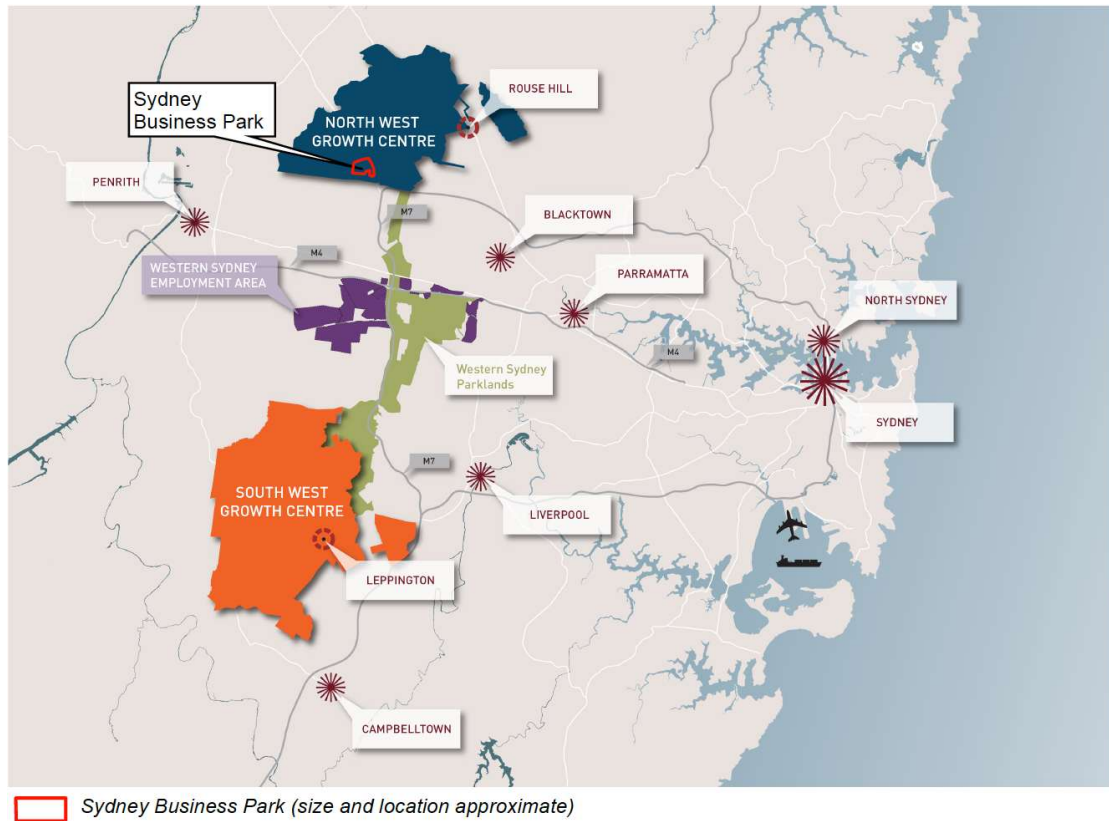 Sydney
Business Park
ROUSE HILL
NORTH WEST
GROWTH CENTRE
PENRITH
M7
BLACKTOWN
M4
WESTERN SYDNEY
EMPLOYMENT AREA
PARRAMATTA
NORTH SYDNEY
M4
Western Sydney
Parklands
SYDNEY
M7
SOUTH WEST
GROWTH CENTRE
LIVERPOOL
LEPPINGTON
CAMPBELLTOWN
Sydney Business Park (size and location approximate)